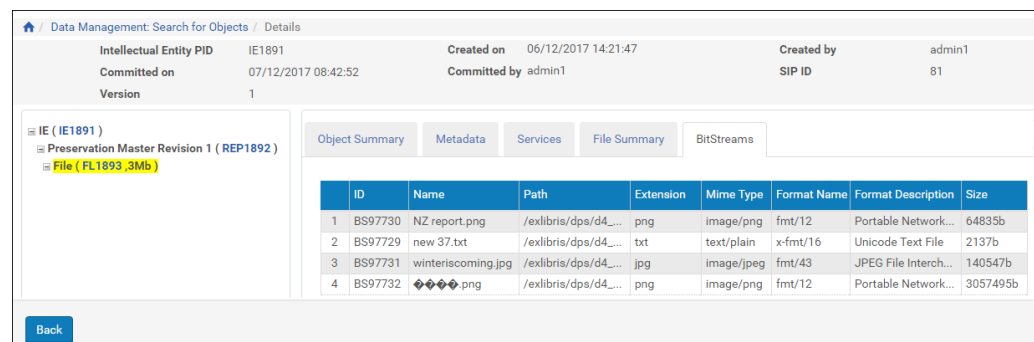 / Data Management: Search for Objects / Details
Intellectual Entity PID IE1891 Created on 06/12/2017 14:21:47 Created by admin1
Committed on 07/12/2017 08:42:52 Committed by admin1 SIP ID 81
Version 1
IE ( IE1891 )
Preservation Master Revision 1 ( REP1892 )
File ( FL1893 ,3Mb )
Object Summary Metadata Services File Summary BitStreams
ID Name Path Extension Mime Type Format Name Format Description Size
1 BS97730 NZ report.png /exlibris/dps/d4_... png image/png fmt/12 Portable Network... 64835b
2 BS97729 new 37.txt /exlibris/dps/d4_... txt text/plain x-fmt/16 Unicode Text File 2137b
3 BS97731 winteriscoming.jpg /exlibris/dps/d4_... jpg image/jpeg fmt/43 JPEG File Interch... 140547b
4 BS97732 ����.png /exlibris/dps/d4_... png image/png fmt/12 Portable Network... 3057495b
Back